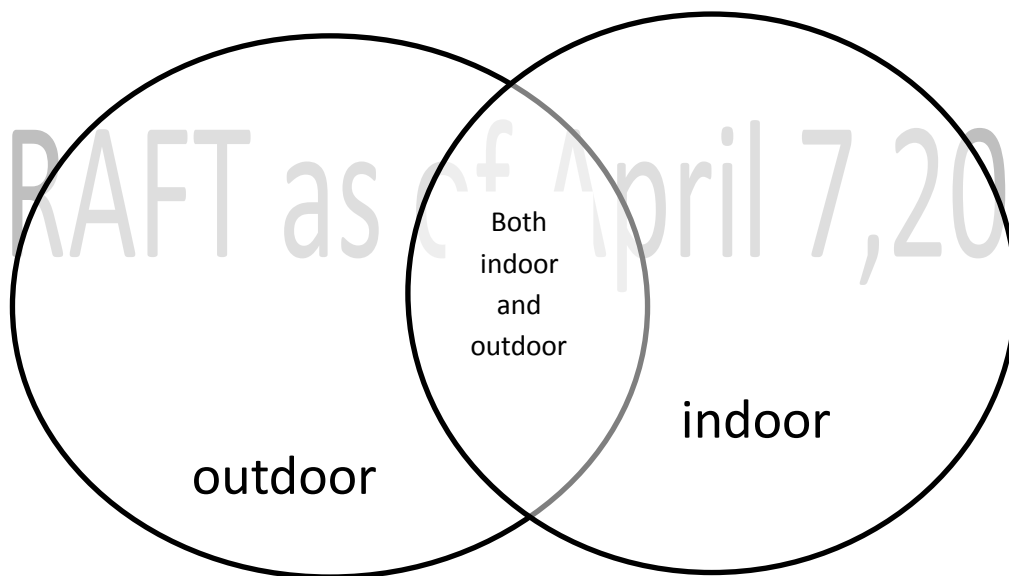 RAFT as of April 7,20
Both
indoor
and
outdoor
indoor
outdoor